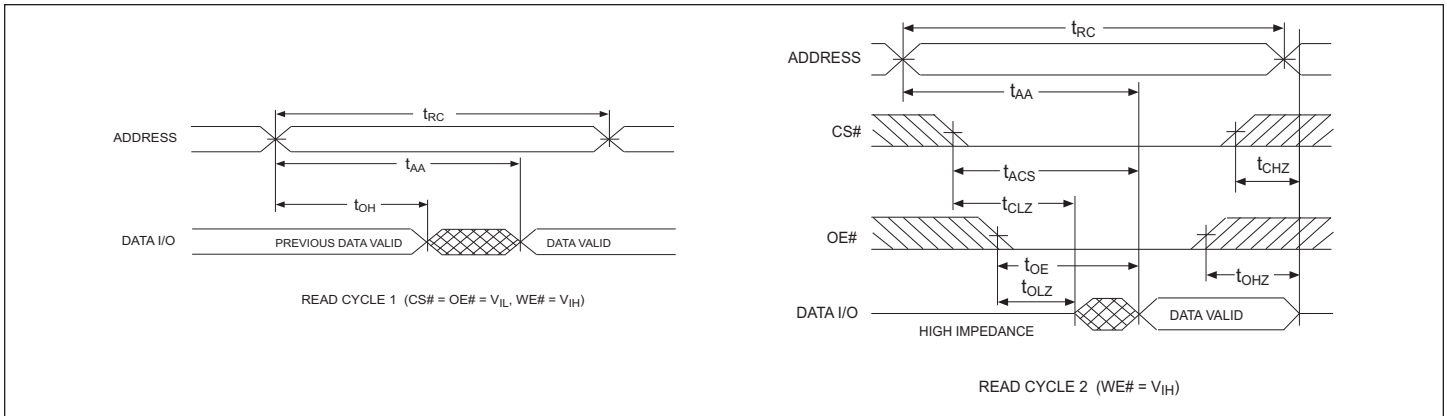 tRC
ADDRESS
tAA
tOH
DATA I/O
PREVIOUS DATA VALID
DATA VALID
READ CYCLE 1 (CS# = OE# = VIL, WE# = VIH)
tRC
ADDRESS
tAA
CS#
tCHZ
tACS
tCLZ
OE#
tOE
tOHZ
tOLZ
DATA I/O
DATA VALID
HIGH IMPEDANCE
READ CYCLE 2 (WE# = VIH)